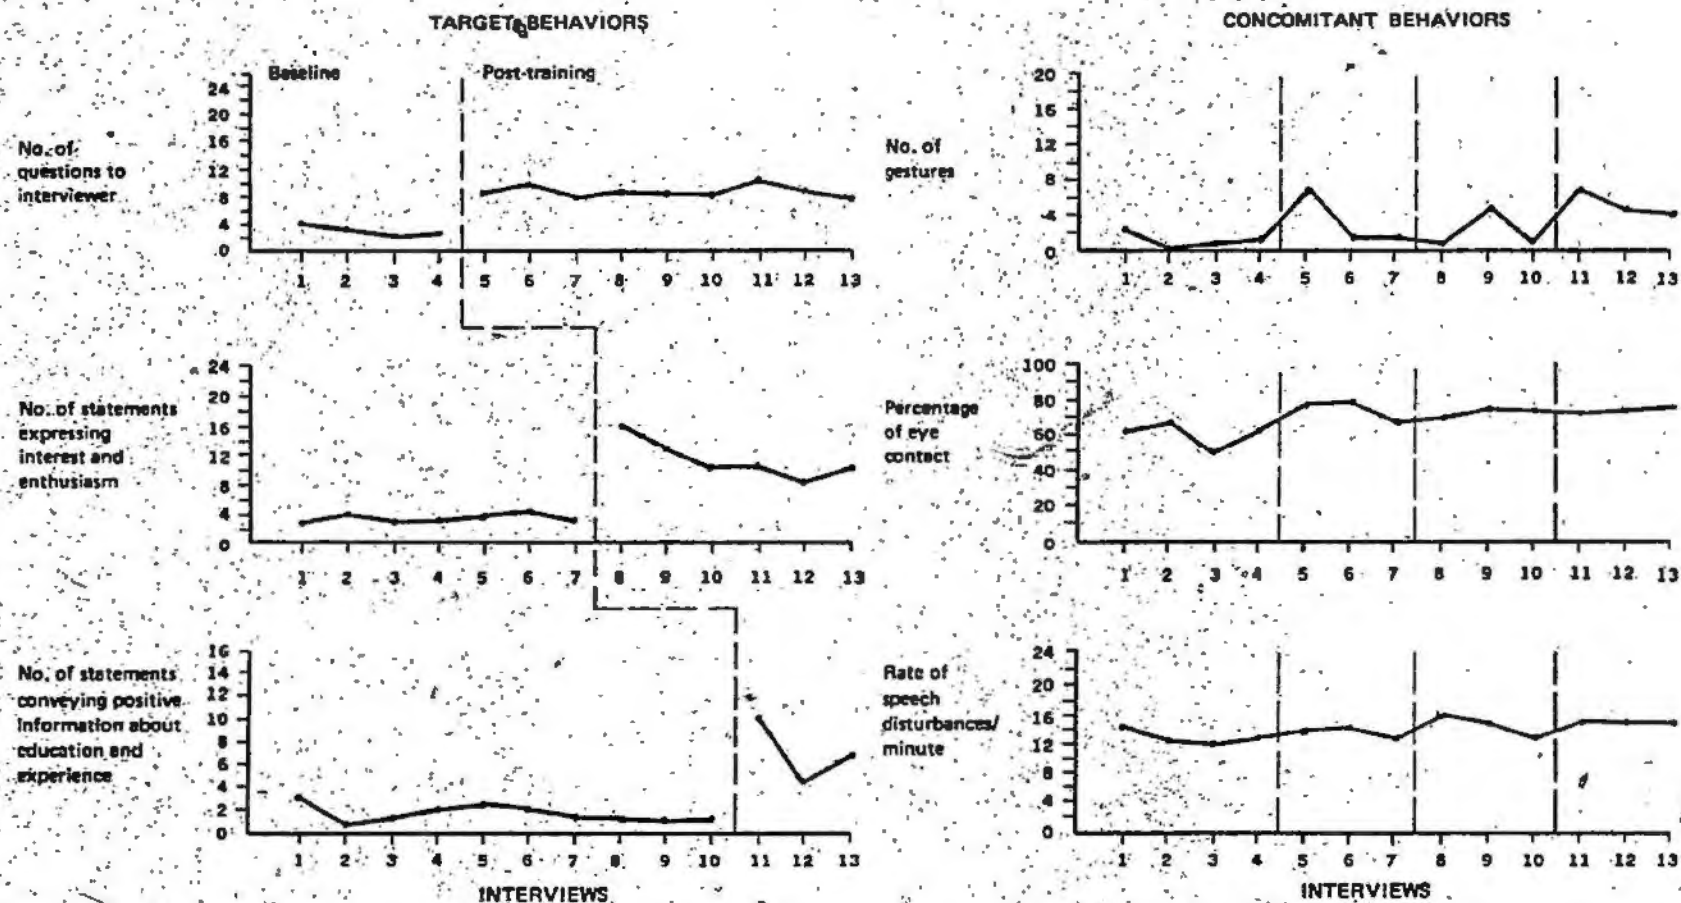 TARGET BEHAVIORS
Baseline
Post-training
No. of
questions to
interviewer
24
20
16
12
8
4
0
1 2 3 4 5 6 7 8 9 10 11 12 13
No. of statements
expressing
interest and
enthusiasm
24
20
16
12
8
4
0
1 2 3 4 5 6 7 8 9 10 11 12 13
No. of statements
conveying positive
Information about
education and
experience
16
14
12
10
8
6
4
2
0
1 2 3 4 5 6 7 8 9 10 11 12 13
INTERVIEWS
CONCOMITANT BEHAVIORS
No. of
gestures
20
16
12
8
4
0
1 2 3 4 5 6 7 8 9 10 11 12 13
Percentage
of eye
contact
100
80
60
40
20
0
1 2 3 4 5 6 7 8 9 10 11 12 13
Rate of
speech
disturbances/
minute
24
20
16
12
8
4
0
1 2 3 4 5 6 7 8 9 10 11 12 13
INTERVIEWS